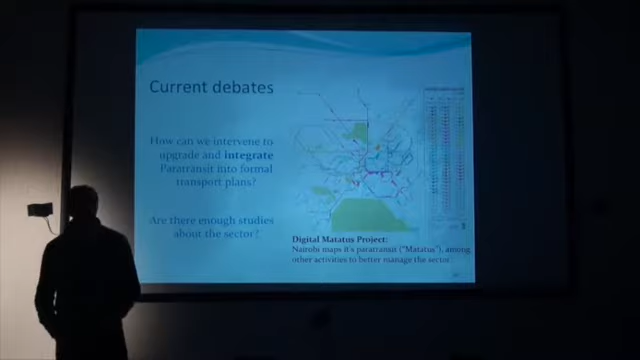 Current debates
How can we intervene to
upgrade and integrate
Paratransit into formal
transport plans?
Are there enough studies
about the sector?
Digital Matatus Project:
Nairobi maps it's paratransit ("Matatus"), among
other activities to better manage the sector.